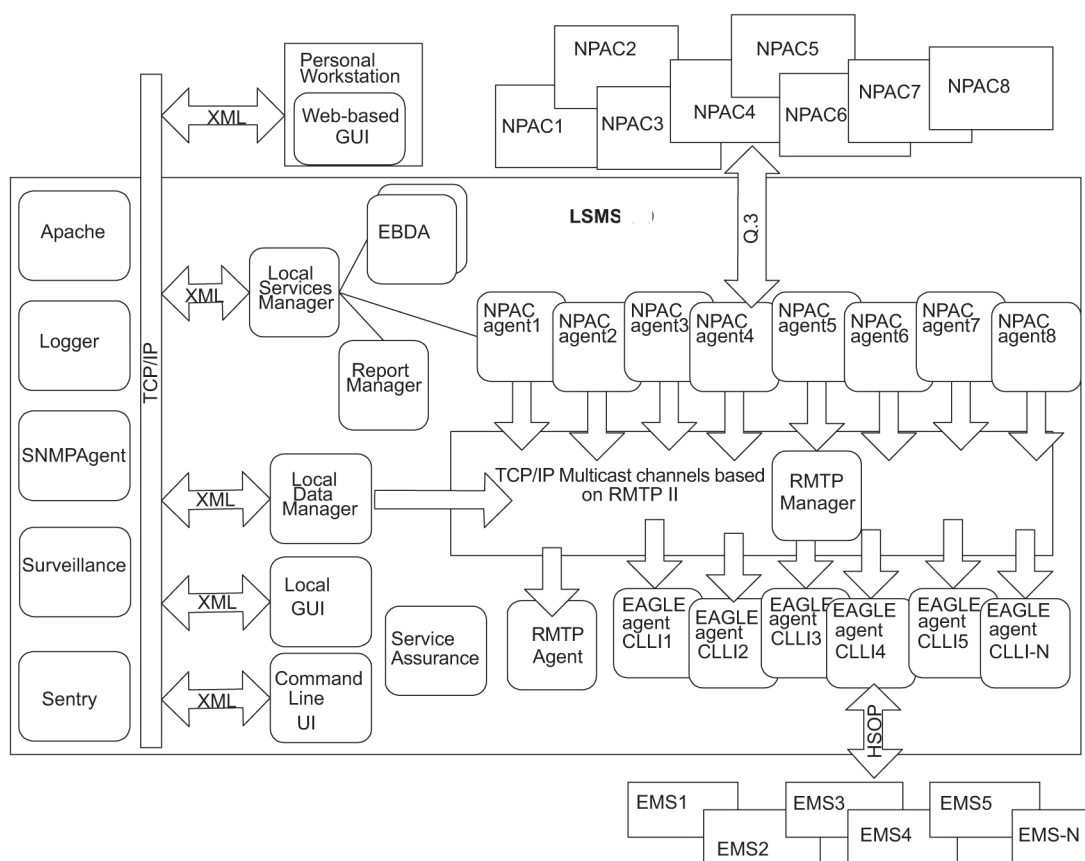 Personal
Workstation
Web-based
GUI
XML
NPAC1
NPAC2
NPAC3
NPAC4
NPAC5
NPAC6
NPAC7
NPAC8
LSMS
Q.3
TCP/IP
Apache
Logger
SNMPAgent
Surveillance
Sentry
XML
Local
Services
Manager
EBDA
Report
Manager
NPAC
agent1
NPAC
agent2
NPAC
agent3
NPAC
agent4
NPAC
agent5
NPAC
agent6
NPAC
agent7
NPAC
agent8
TCP/IP Multicast channels based
on RMTP II
RMTP
Manager
XML
Local
Data
Manager
XML
Local
GUI
XML
Command
Line
UI
Service
Assurance
RMTP
Agent
EAGLE
agent
CLLI1
EAGLE
agent
CLLI2
EAGLE
agent
CLLI3
EAGLE
agent
CLLI4
EAGLE
agent
CLLI5
EAGLE
agent
CLLI-N
HSOP
EMS1
EMS2
EMS3
EMS4
EMS5
EMS-N